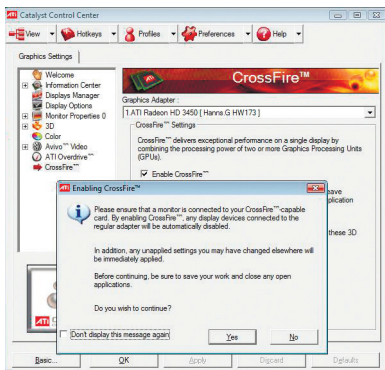 Catalyst Control Center
View Hotkeys Profiles Preferences Help
Graphics Settings
Welcome
Information Center
Displays Manager
Display Options
Monitor Properties 0
3D
Color
Avivo™ Video
ATI Overdrive™
CrossFire™
CrossFire™
Graphics Adapter :
1.ATI Radeon HD 3450 [ Hanns.G HW173 ]
CrossFire™ Settings
CrossFire™ delivers exceptional performance on a single display by
combining the processing power of two or more Graphics Processing Units
(GPUs).
Enable CrossFire™
ATI Enabling CrossFire™
Please ensure that a monitor is connected to your CrossFire™-capable
card. By enabling CrossFire™, any display devices connected to the
regular adapter will be automatically disabled.
In addition, any unapplied settings you may have changed elsewhere will
be immediately applied.
Before continuing, be sure to save your work and close any open
applications.
Do you wish to continue?
Don't display this message again
Yes No
these 3D
ATI
Basic... OK Apply Discard Defaults